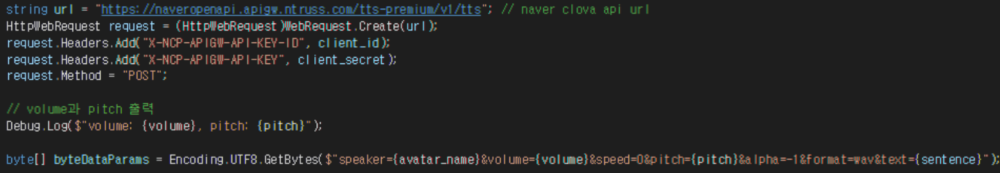 string url = "https://naveropenapi.apigw.ntruss.com/tts-premium/v1/tts"; // naver clova api url
HttpWebRequest request = (HttpWebRequest)WebRequest.Create(url);
request.Headers.Add("X-NCP-APIGW-API-KEY-ID", client_id);
request.Headers.Add("X-NCP-APIGW-API-KEY", client_secret);
request.Method = "POST";
// volume과 pitch 출력
Debug.Log($"volume: {volume}, pitch: {pitch}");
byte[] byteDataParams = Encoding.UTF8.GetBytes($"speaker={avatar_name}&volume={volume}&speed=0&pitch={pitch}&alpha=-1&format=wav&text={sentence}");